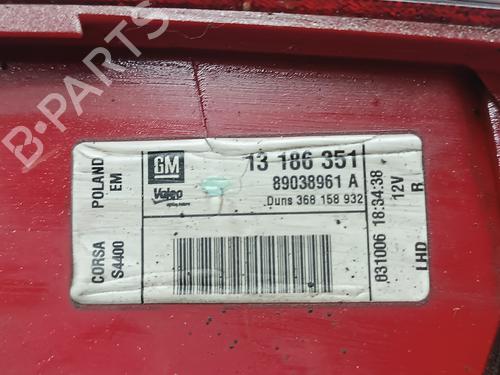 B-PARTS
GM
Valeo
13 186 351
89038961 A
Duns 368 158 932
CORSA POLAND
S4400 EM
031006 18:34:38
12V
LHD R